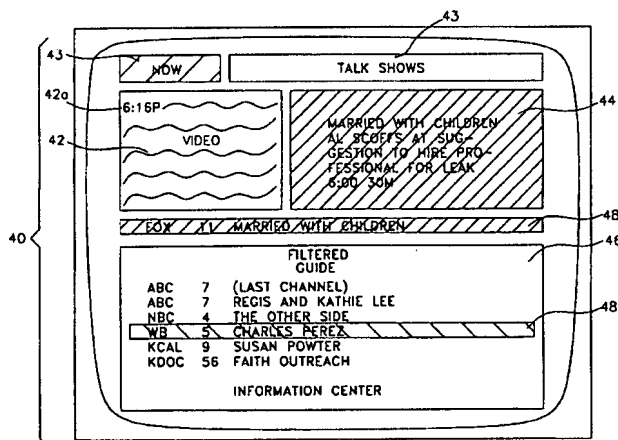 43
43
NOW
TALK SHOWS
42a
6:16P
44
42
VIDEO
MARRIED WITH CHILDREN
AL SCOFFS AT SUG-
GESTION TO HIRE PRO-
FESSIONAL FOR LEAK
6:00 30M
48
FOX 11 MARRIED WITH CHILDREN
40
46
FILTERED
GUIDE
ABC 7 (LAST CHANNEL)
ABC 7 REGIS AND KATHIE LEE
NBC 4 THE OTHER SIDE
48
WB 5 CHARLES PEREZ
KCAL 9 SUSAN POWTER
KDOC 56 FAITH OUTREACH
INFORMATION CENTER